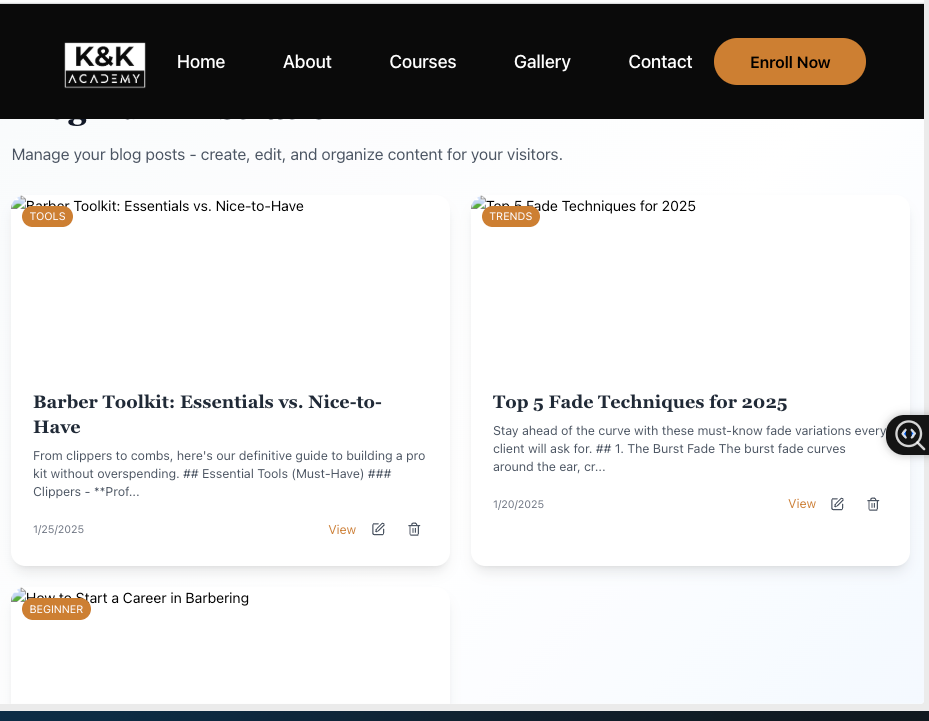 K&K
ACADEMY
Home
About
Courses
Gallery
Contact
Enroll Now
Manage your blog posts - create, edit, and organize content for your visitors.
Barber Toolkit: Essentials vs. Nice-to-Have
TOOLS
Top 5 Fade Techniques for 2025
TRENDS
Barber Toolkit: Essentials vs. Nice-to-
Have
From clippers to combs, here's our definitive guide to building a pro
kit without overspending. ## Essential Tools (Must-Have) ###
Clippers - **Prof...
1/25/2025
View
Top 5 Fade Techniques for 2025
Stay ahead of the curve with these must-know fade variations every
client will ask for. ## 1. The Burst Fade The burst fade curves
around the ear, cr...
1/20/2025
View
How to Start a Career in Barbering
BEGINNER